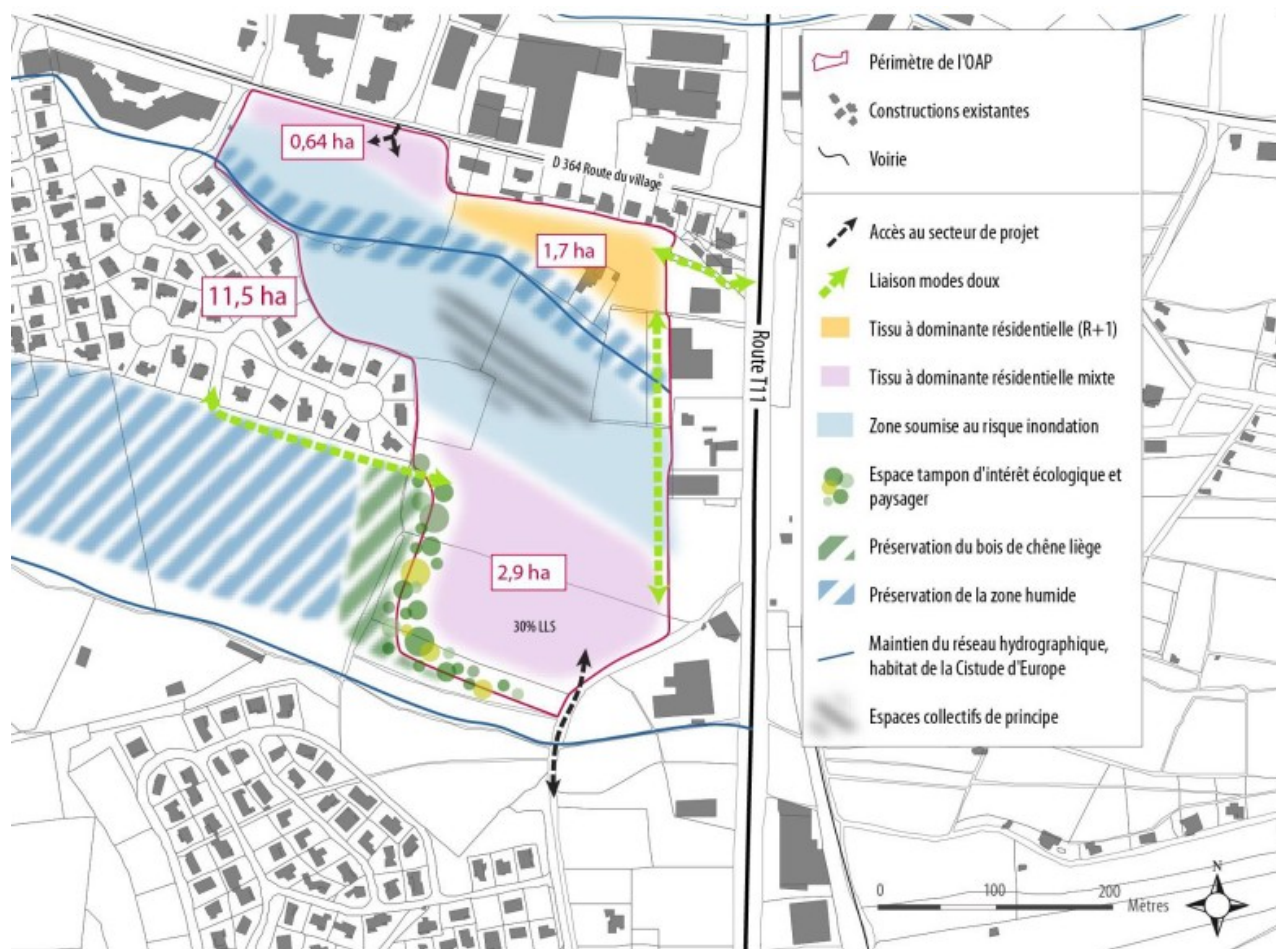 0,64 ha
D 364 Route du village
1,7 ha
11,5 ha
Route T11
2,9 ha
30% LLS
Périmètre de l'OAP
Constructions existantes
Voirie
Accès au secteur de projet
Liaison modes doux
Tissu à dominante résidentielle (R+1)
Tissu à dominante résidentielle mixte
Zone soumise au risque inondation
Espace tampon d'intérêt écologique et
paysager
Préservation du bois de chêne liège
Préservation de la zone humide
Maintien du réseau hydrographique,
habitat de la Cistude d'Europe
Espaces collectifs de principe
0 100 200
Mètres
N